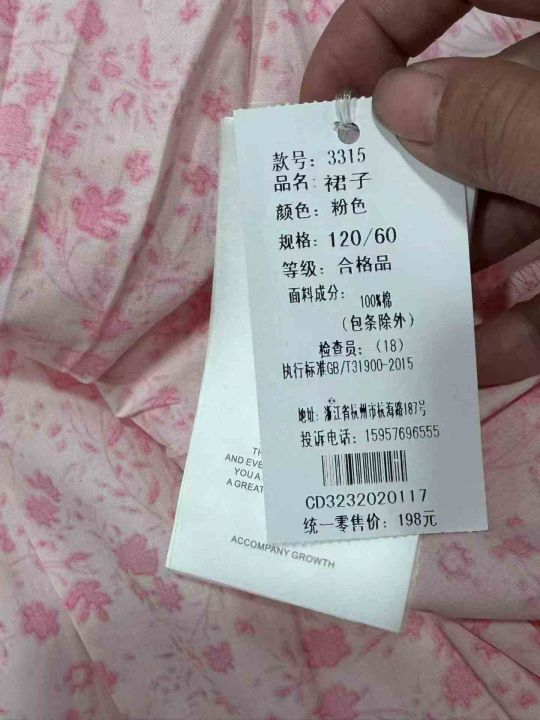 款号: 3315
品名: 裙子
颜色: 粉色
规格: 120/60
等级: 合格品
面料成分: 100%棉
(包条除外)
检查员: (18)
执行标准GB/T31900-2015
地址: 浙江省杭州市杭海路187号
投诉电话: 15957696555
CD3232020117
统一零售价: 198元
AND
YOU
A GREAT
ACCOMPANY GROWTH